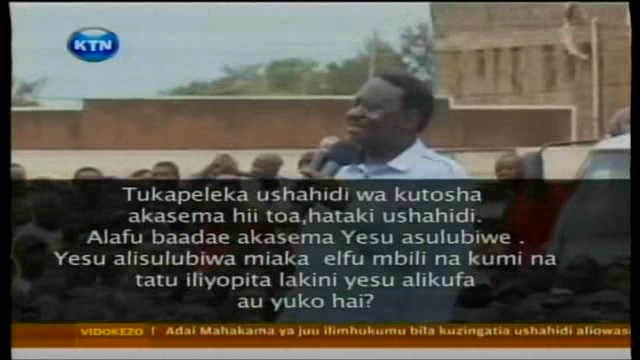 KTN
Tukapeleka ushahidi wa kutosha
akasema hii toa,hataki ushahidi.
Alafu baadae akasema Yesu asulubiwe .
Yesu alisulubiwa miaka elfu mbili na kumi na
tatu iliyopita lakini yesu alikufa
au yuko hai?
VIDOKEZO Adai Mahakama ya juu ilimhukumu bila kuzingatia ushahidi aliowas